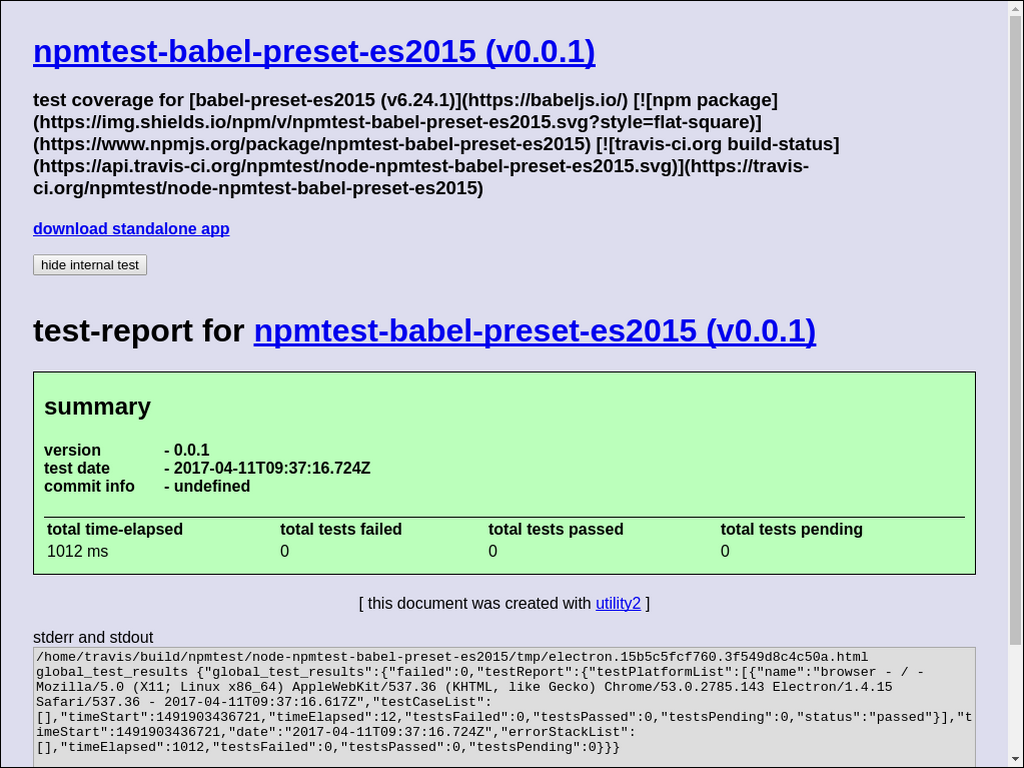 npmtest-babel-preset-es2015 (v0.0.1)
test coverage for [babel-preset-es2015 (v6.24.1)](https://babeljs.io/) [![npm package]
(https://img.shields.io/npm/v/npmtest-babel-preset-es2015.svg?style=flat-square)]
(https://www.npmjs.org/package/npmtest-babel-preset-es2015) [![travis-ci.org build-status]
(https://api.travis-ci.org/npmtest/node-npmtest-babel-preset-es2015.svg)](https://travis-
ci.org/npmtest/node-npmtest-babel-preset-es2015)
download standalone app
hide internal test
test-report for npmtest-babel-preset-es2015 (v0.0.1)
summary
version - 0.0.1
test date - 2017-04-11T09:37:16.724Z
commit info - undefined
total time-elapsed total tests failed total tests passed total tests pending
1012 ms 0 0 0
[ this document was created with utility2 ]
stderr and stdout
/home/travis/build/npmtest/node-npmtest-babel-preset-es2015/tmp/electron.15b5c5fcf760.3f549d8c4c50a.html
global_test_results {"global_test_results":{"failed":0,"testReport":{"testPlatformList":[{"name":"browser - / -
Mozilla/5.0 (X11; Linux x86_64) AppleWebKit/537.36 (KHTML, like Gecko) Chrome/53.0.2785.143 Electron/1.4.15
Safari/537.36 - 2017-04-11T09:37:16.617Z","testCaseList":
[],"timeStart":1491903436721,"timeElapsed":12,"testsFailed":0,"testsPassed":0,"testsPending":0,"status":"passed"}],"t
imeStart":1491903436721,"date":"2017-04-11T09:37:16.724Z","errorStackList":
[],"timeElapsed":1012,"testsFailed":0,"testsPassed":0,"testsPending":0}}}